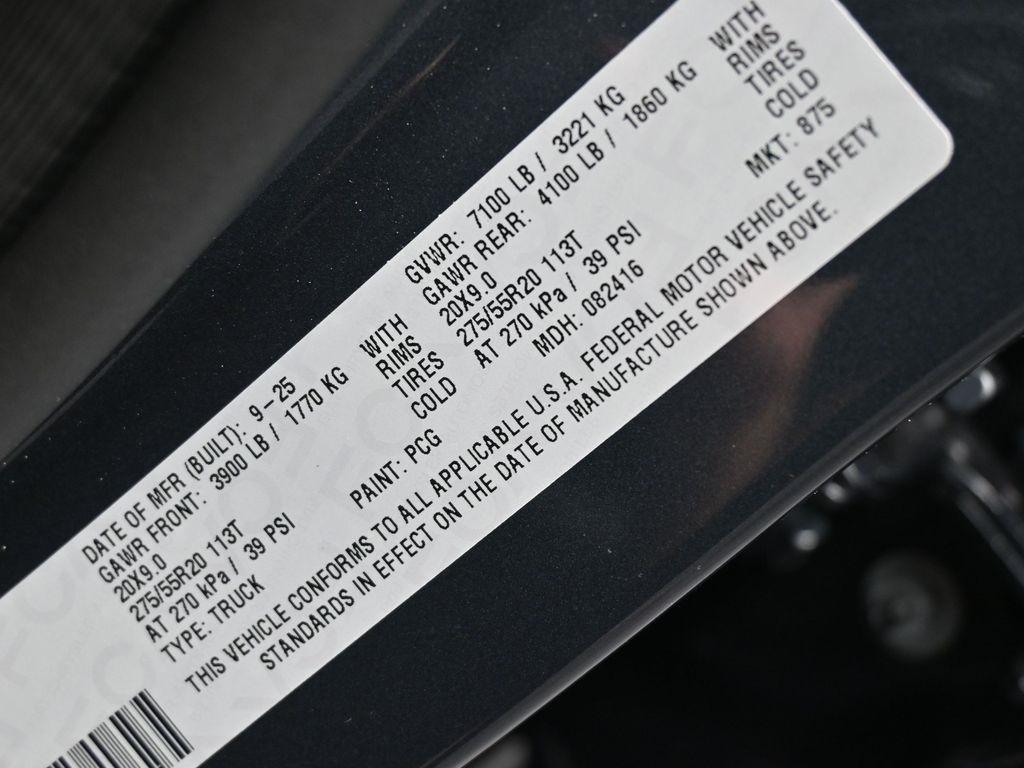 DATE OF MFR (BUILT): 9-25 GVWR: 7100 LB / 3221 KG
GAWR FRONT: 3900 LB / 1770 KG WITH GAWR REAR: 4100 LB / 1860 KG WITH
20X9.0 RIMS 20X9.0 RIMS
275/55R20 113T TIRES 275/55R20 113T TIRES
AT 270 kPa / 39 PSI COLD AT 270 kPa / 39 PSI COLD
TYPE: TRUCK PAINT: PCG MDH: 082416 MKT: 875
THIS VEHICLE CONFORMS TO ALL APPLICABLE U.S.A. FEDERAL MOTOR VEHICLE SAFETY
STANDARDS IN EFFECT ON THE DATE OF MANUFACTURE SHOWN ABOVE.